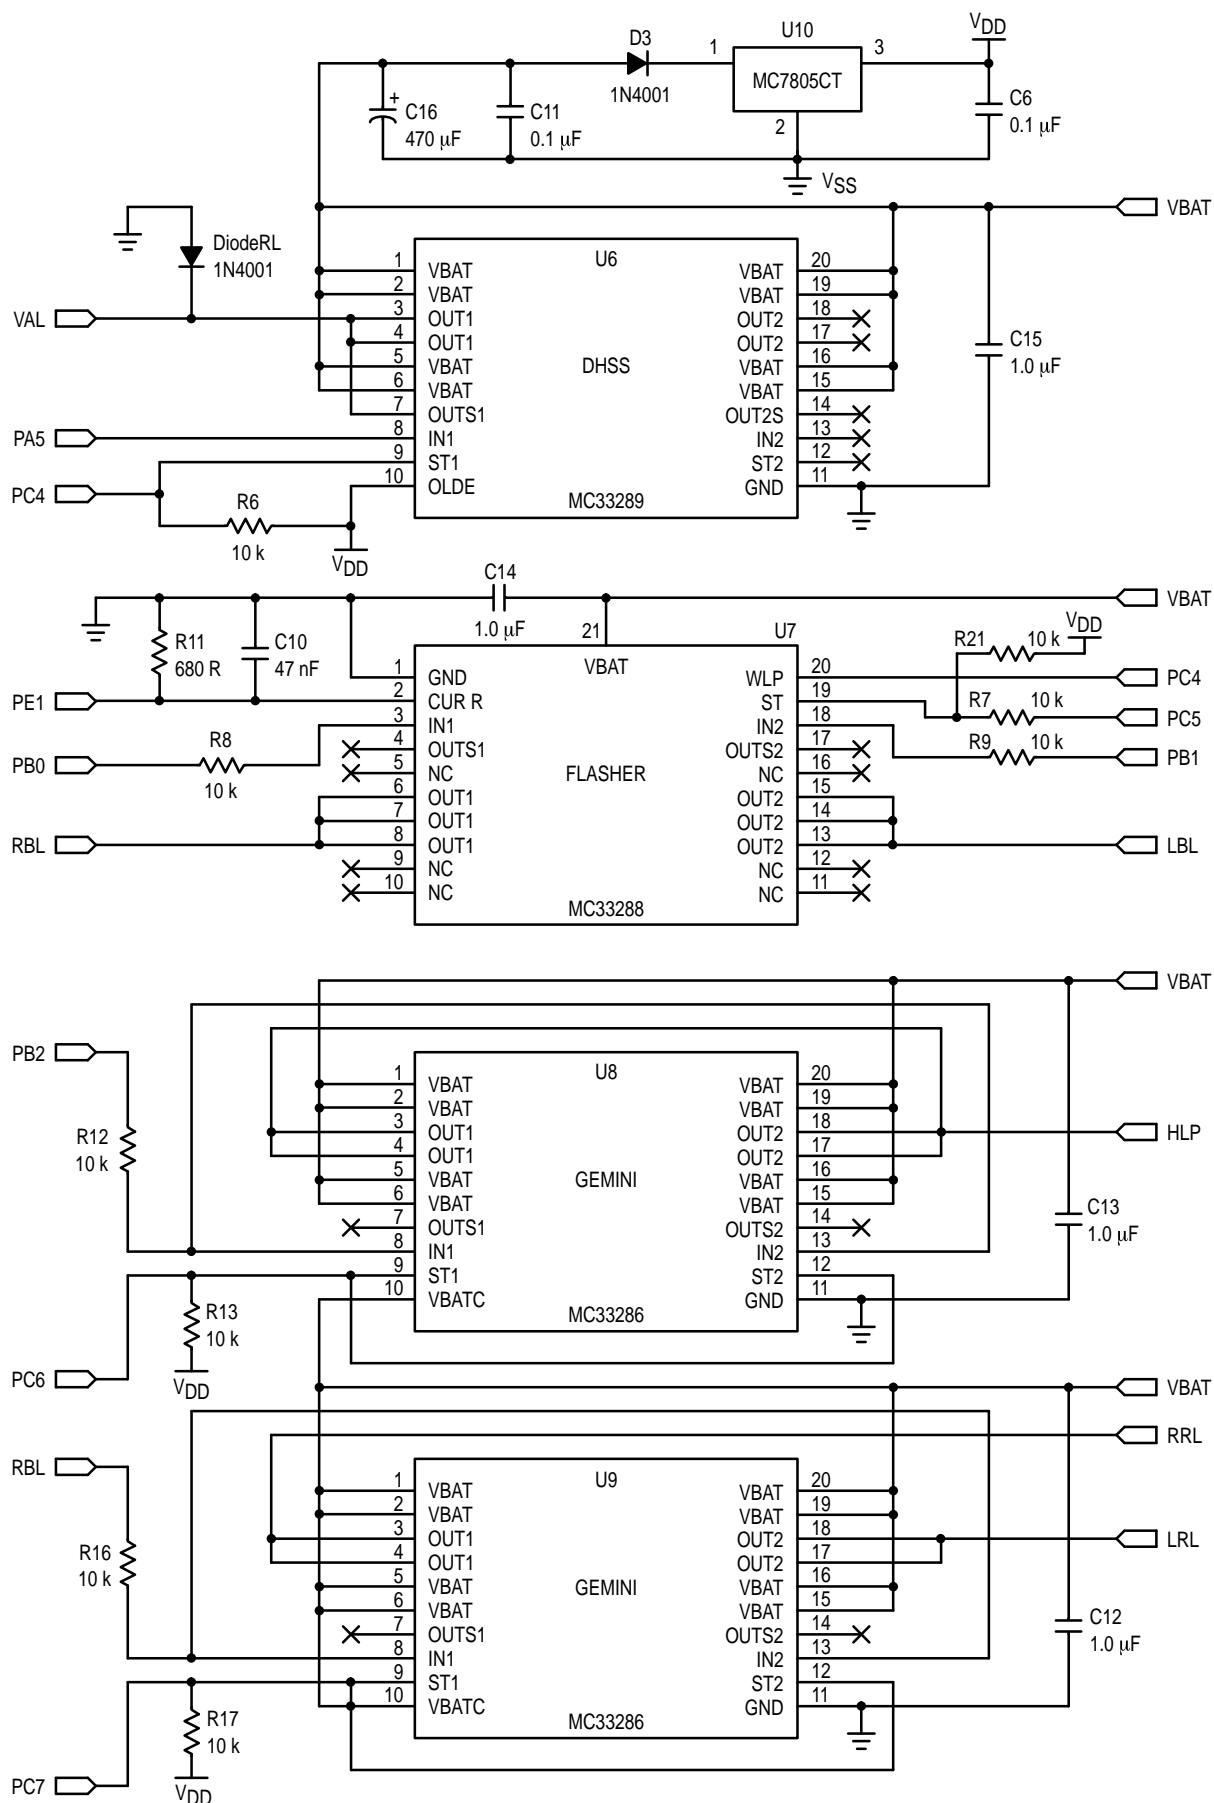 VDD
D3
1
U10
3
MC7805CT
1N4001
+
C16
470 µF
C11
0.1 µF
2
C6
0.1 µF
VSS
VBAT
DiodeRL
1N4001
U6
1 VBAT
2 VBAT
3 OUT1
4 OUT1
5 VBAT
6 VBAT
7 OUTS1
8 IN1
9 ST1
10 OLDE
VBAT 20
VBAT 19
OUT2 18
OUT2 17
VBAT 16
VBAT 15
OUT2S 14
IN2 13
ST2 12
GND 11
DHSS
MC33289
VAL
PA5
PC4
R6
10 k
VDD
C15
1.0 µF
C14
1.0 µF
VBAT
R11
680 R
C10
47 nF
21
U7
VBAT
1 GND
2 CUR R
3 IN1
4 OUTS1
5 NC
6 OUT1
7 OUT1
8 OUT1
9 NC
10 NC
WLP 20
ST 19
IN2 18
OUTS2 17
NC 16
OUT2 15
OUT2 14
OUT2 13
NC 12
NC 11
FLASHER
MC33288
PE1
PB0
R8
10 k
RBL
R21
10 k
VDD
PC4
R7
10 k
PC5
R9
10 k
PB1
LBL
VBAT
PB2
R12
10 k
U8
1 VBAT
2 VBAT
3 OUT1
4 OUT1
5 VBAT
6 VBAT
7 OUTS1
8 IN1
9 ST1
10 VBATC
VBAT 20
VBAT 19
OUT2 18
OUT2 17
VBAT 16
VBAT 15
OUTS2 14
IN2 13
ST2 12
GND 11
GEMINI
MC33286
HLP
C13
1.0 µF
R13
10 k
VDD
PC6
VBAT
RRL
RBL
R16
10 k
U9
1 VBAT
2 VBAT
3 OUT1
4 OUT1
5 VBAT
6 VBAT
7 OUTS1
8 IN1
9 ST1
10 VBATC
VBAT 20
VBAT 19
OUT2 18
OUT2 17
VBAT 16
VBAT 15
OUTS2 14
IN2 13
ST2 12
GND 11
GEMINI
MC33286
LRL
C12
1.0 µF
R17
10 k
VDD
PC7